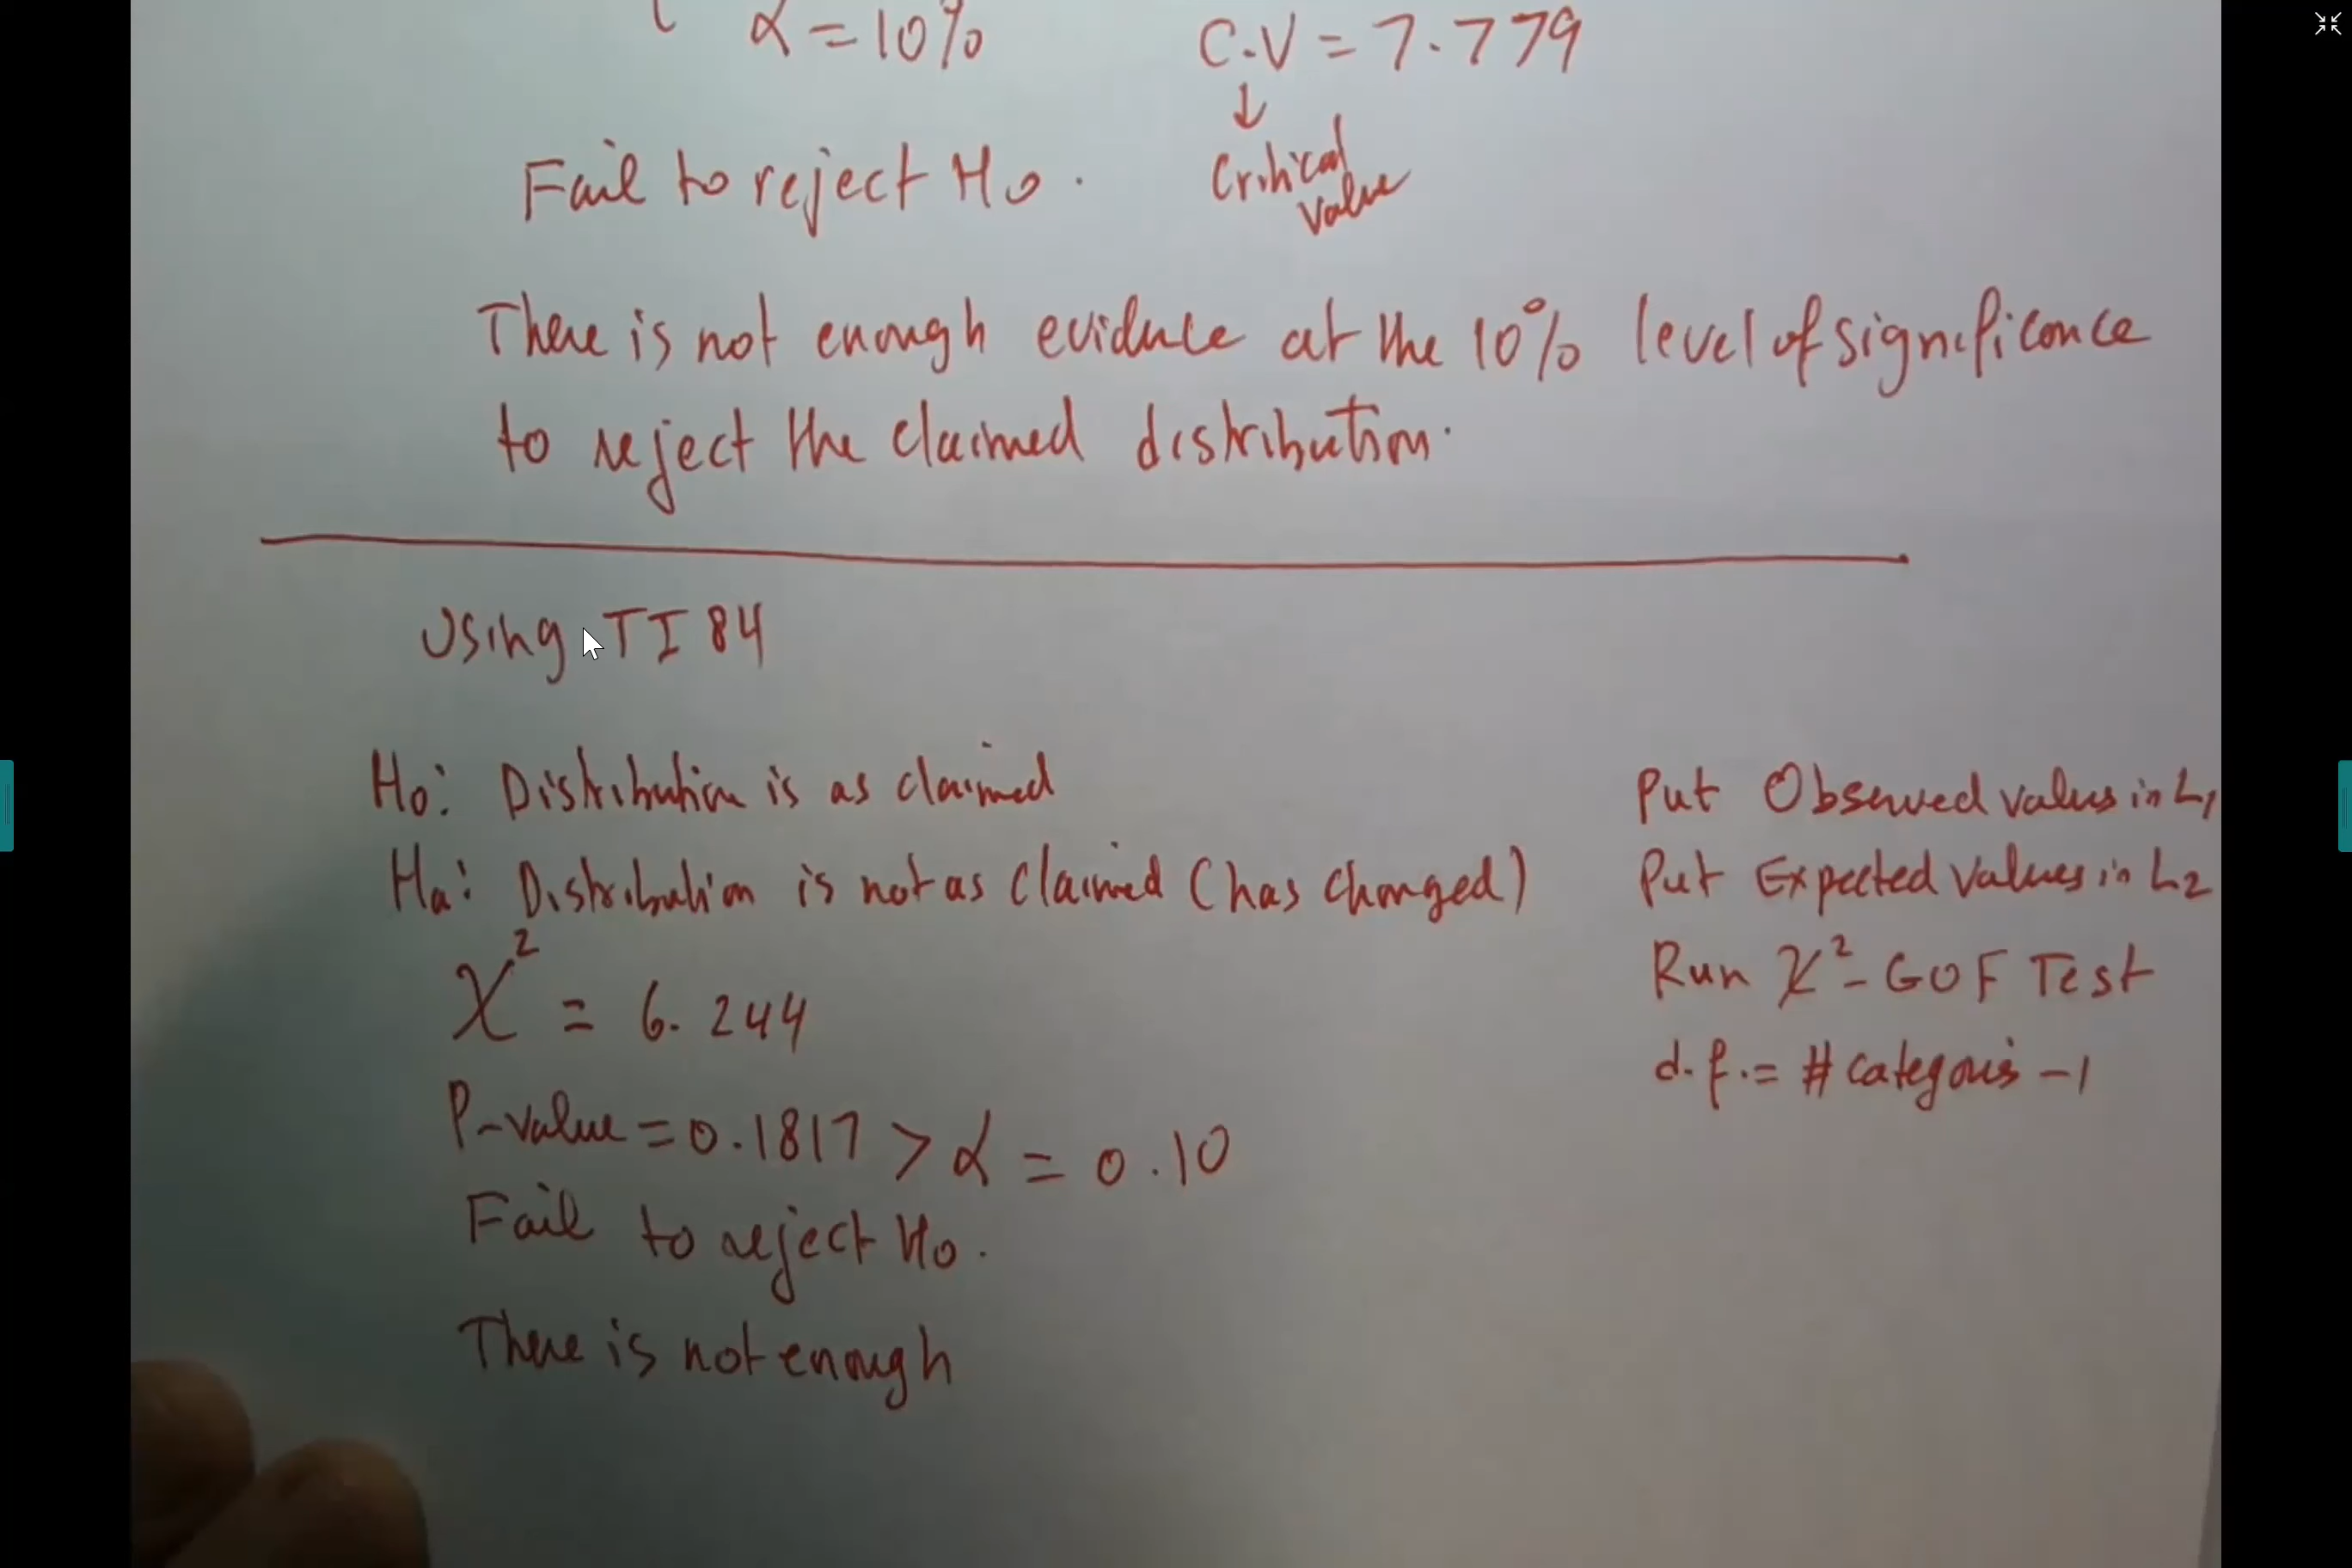 α = 10% C.V = 7.779
↓
Critical
value
Fail to reject Ho.
There is not enough evidence at the 10% level of significance
to reject the claimed distribution.
Using TI 84
Ho: Distribution is as claimed
Ha: Distribution is not as claimed (has changed)
χ² = 6.244
P-value = 0.1817 > α = 0.10
Fail to reject Ho.
There is not enough
Put Observed values in L1
Put Expected Values in L2
Run χ²-GOF Test
d.f. = # categories -1